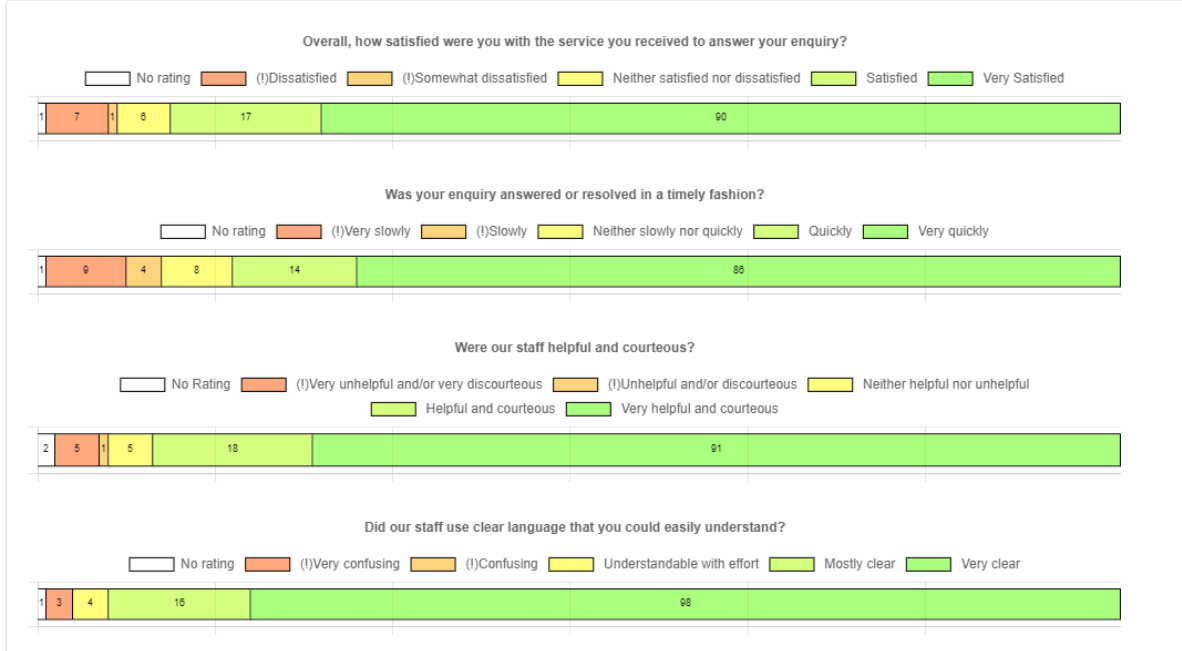 Overall, how satisfied were you with the service you received to answer your enquiry?
No rating (!)Dissatisfied (!)Somewhat dissatisfied Neither satisfied nor dissatisfied Satisfied Very Satisfied
1 7 1 6 17 90
Was your enquiry answered or resolved in a timely fashion?
No rating (!)Very slowly (!)Slowly Neither slowly nor quickly Quickly Very quickly
1 9 4 8 14 86
Were our staff helpful and courteous?
No Rating (!)Very unhelpful and/or very discourteous (!)Unhelpful and/or discourteous Neither helpful nor unhelpful
Helpful and courteous Very helpful and courteous
2 5 1 5 18 91
Did our staff use clear language that you could easily understand?
No rating (!)Very confusing (!)Confusing Understandable with effort Mostly clear Very clear
1 3 4 16 98